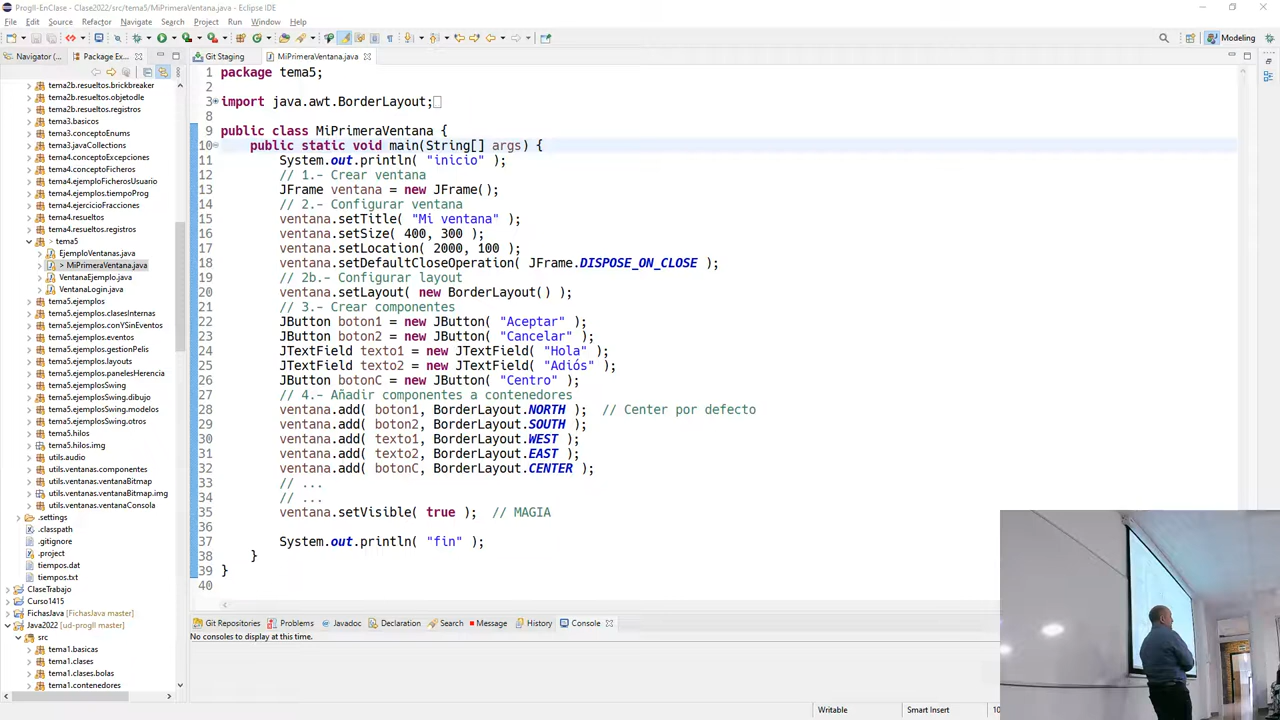 ProgII-EnClase - Clase2022/src/tema5/MiPrimeraVentana.java - Eclipse IDE
File Edit Source Refactor Navigate Search Project Run Window Help
Modeling
Navigator (...
Package Ex...
Git Staging
MiPrimeraVentana.java
tema2b.resueltos.brickbreaker
tema2b.resueltos.objetodle
tema2b.resueltos.registros
tema3.basicos
tema3.conceptoEnums
tema3.javaCollections
tema4.conceptoExcepciones
tema4.conceptoFicheros
tema4.ejemploFicherosUsuario
tema4.ejemplos.tiempoProg
tema4.ejercicioFracciones
tema4.resueltos
tema4.resueltos.registros
> tema5
EjemploVentanas.java
> MiPrimeraVentana.java
VentanaEjemplo.java
VentanaLogin.java
tema5.ejemplos
tema5.ejemplos.clasesInternas
tema5.ejemplos.conYSinEventos
tema5.ejemplos.eventos
tema5.ejemplos.gestionPelis
tema5.ejemplos.layouts
tema5.ejemplos.panelesHerencia
tema5.ejemplosSwing
tema5.ejemplosSwing.dibujo
tema5.ejemplosSwing.modelos
tema5.ejemplosSwing.otros
tema5.hilos
tema5.hilos.img
utils.audio
utils.ventanas.componentes
utils.ventanas.ventanaBitmap
utils.ventanas.ventanaBitmap.img
utils.ventanas.ventanaConsola
.settings
.classpath
.gitignore
.project
tiempos.dat
tiempos.txt
ClaseTrabajo
Curso1415
FichasJava [FichasJava master]
Java2022 [ud-progII master]
src
tema1.basicas
tema1.clases
tema1.clases.bolas
tema1.contenedores
1 package tema5;
2
3 import java.awt.BorderLayout;
8
9 public class MiPrimeraVentana {
10 public static void main(String[] args) {
11 System.out.println( "inicio" );
12 // 1.- Crear ventana
13 JFrame ventana = new JFrame();
14 // 2.- Configurar ventana
15 ventana.setTitle( "Mi ventana" );
16 ventana.setSize( 400, 300 );
17 ventana.setLocation( 2000, 100 );
18 ventana.setDefaultCloseOperation( JFrame.DISPOSE_ON_CLOSE );
19 // 2b.- Configurar layout
20 ventana.setLayout( new BorderLayout() );
21 // 3.- Crear componentes
22 JButton boton1 = new JButton( "Aceptar" );
23 JButton boton2 = new JButton( "Cancelar" );
24 JTextField texto1 = new JTextField( "Hola" );
25 JTextField texto2 = new JTextField( "Adiós" );
26 JButton botonC = new JButton( "Centro" );
27 // 4.- Añadir componentes a contenedores
28 ventana.add( boton1, BorderLayout.NORTH ); // Center por defecto
29 ventana.add( boton2, BorderLayout.SOUTH );
30 ventana.add( texto1, BorderLayout.WEST );
31 ventana.add( texto2, BorderLayout.EAST );
32 ventana.add( botonC, BorderLayout.CENTER );
33 // ...
34 // ...
35 ventana.setVisible( true ); // MAGIA
36
37 System.out.println( "fin" );
38 }
39 }
40
Git Repositories Problems Javadoc Declaration Search Message History Console
No consoles to display at this time.
Writable Smart Insert 10